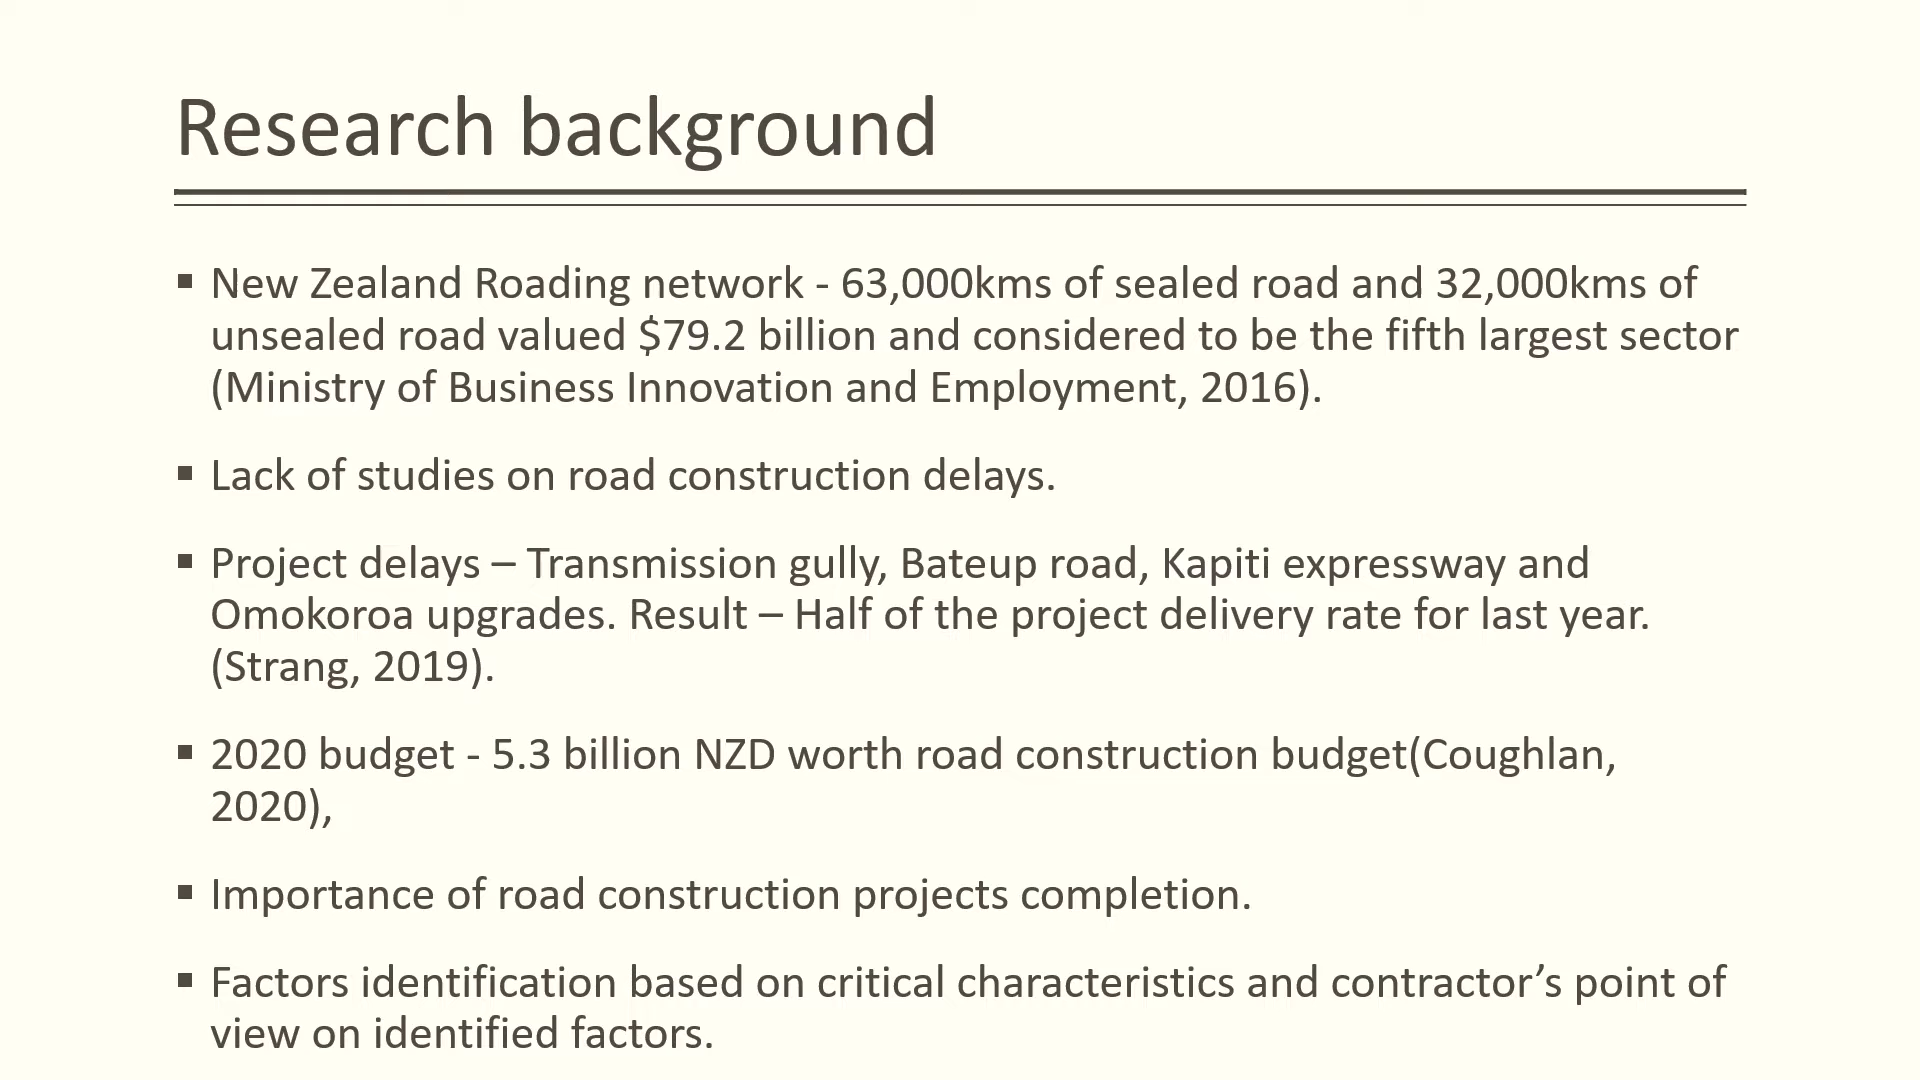 Research background
▪ New Zealand Roading network - 63,000kms of sealed road and 32,000kms of
unsealed road valued $79.2 billion and considered to be the fifth largest sector
(Ministry of Business Innovation and Employment, 2016).
▪ Lack of studies on road construction delays.
▪ Project delays – Transmission gully, Bateup road, Kapiti expressway and
Omokoroa upgrades. Result – Half of the project delivery rate for last year.
(Strang, 2019).
▪ 2020 budget - 5.3 billion NZD worth road construction budget(Coughlan,
2020),
▪ Importance of road construction projects completion.
▪ Factors identification based on critical characteristics and contractor’s point of
view on identified factors.